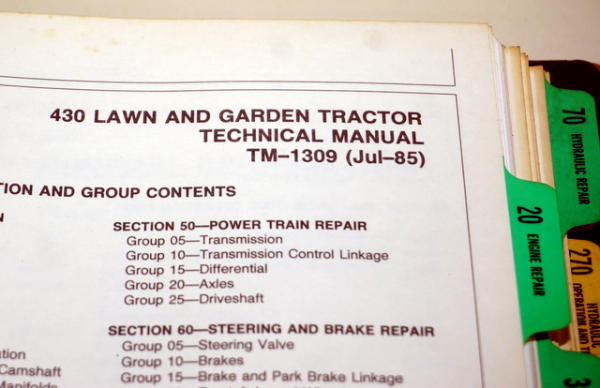 430 LAWN AND GARDEN TRACTOR
TECHNICAL MANUAL
TM–1309 (Jul–85)
AND GROUP CONTENTS
SECTION 50—POWER TRAIN REPAIR
Group 05—Transmission
Group 10—Transmission Control Linkage
Group 15—Differential
Group 20—Axles
Group 25—Driveshaft
SECTION 60—STEERING AND BRAKE REPAIR
Group 05—Steering Valve
Group 10—Brakes
Group 15—Brake and Park Brake Linkage
Camshaft
Manifolds
70
HYDRAULIC REPAIR
20
ENGINE REPAIR
270
HYDRAULIC
OPERATION AND